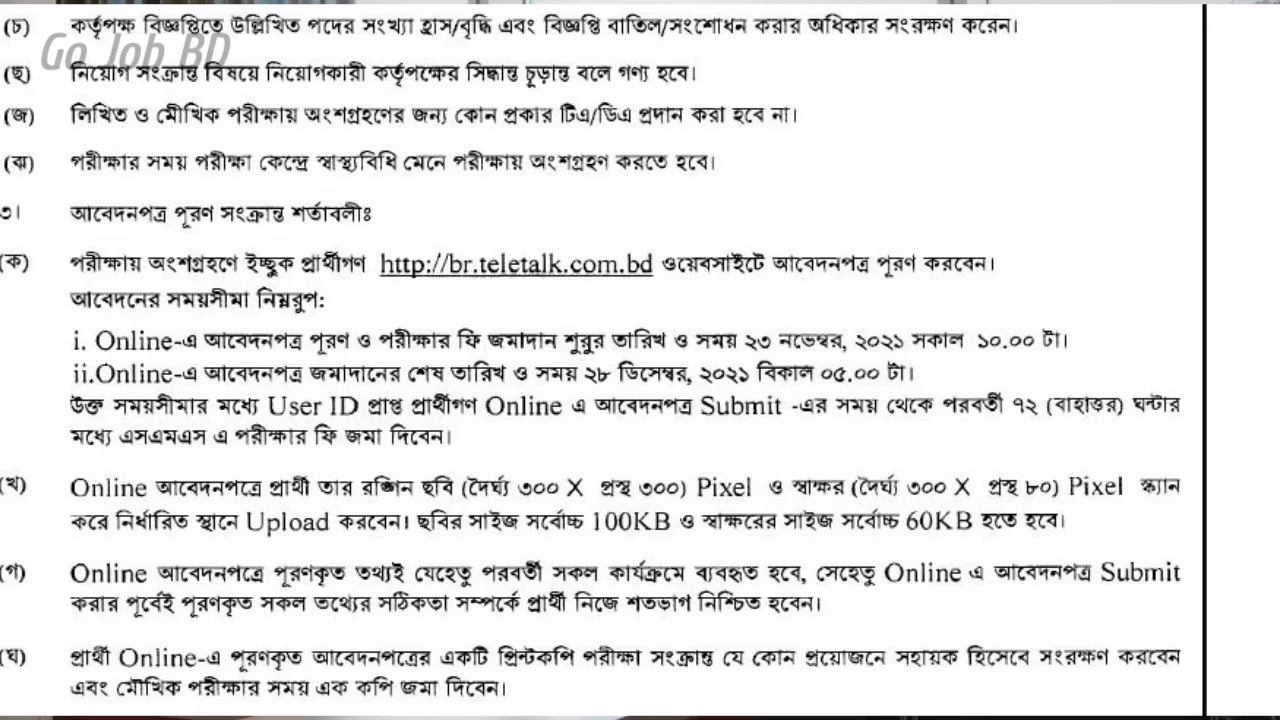 (চ) কর্তৃপক্ষ বিজ্ঞপ্তিতে উল্লিখিত পদের সংখ্যা হ্রাস/বৃদ্ধি এবং বিজ্ঞপ্তি বাতিল/সংশোধন করার অধিকার সংরক্ষণ করেন।
Go Job BD
(ছ) নিয়োগ সংক্রান্ত বিষয়ে নিয়োগকারী কর্তৃপক্ষের সিদ্ধান্ত চূড়ান্ত বলে গণ্য হবে।
(জ) লিখিত ও মৌখিক পরীক্ষায় অংশগ্রহণের জন্য কোন প্রকার টিএ/ডিএ প্রদান করা হবে না।
(ঝ) পরীক্ষার সময় পরীক্ষা কেন্দ্রে স্বাস্থ্যবিধি মেনে পরীক্ষায় অংশগ্রহণ করতে হবে।
৩। আবেদনপত্র পূরণ সংক্রান্ত শর্তাবলীঃ
(ক) পরীক্ষায় অংশগ্রহণে ইচ্ছুক প্রার্থীগণ http://br.teletalk.com.bd ওয়েবসাইটে আবেদনপত্র পূরণ করবেন।
আবেদনের সময়সীমা নিম্নরুপ:
i. Online-এ আবেদনপত্র পূরণ ও পরীক্ষার ফি জমাদান শুরুর তারিখ ও সময় ২৩ নভেম্বর, ২০২১ সকাল ১০.০০ টা।
ii.Online-এ আবেদনপত্র জমাদানের শেষ তারিখ ও সময় ২৮ ডিসেম্বর, ২০২১ বিকাল ০৫.০০ টা।
উক্ত সময়সীমার মধ্যে User ID প্রাপ্ত প্রার্থীগণ Online এ আবেদনপত্র Submit -এর সময় থেকে পরবর্তী ৭২ (বাহাত্তর) ঘন্টার
মধ্যে এসএমএস এ পরীক্ষার ফি জমা দিবেন।
(খ) Online আবেদনপত্রে প্রার্থী তার রঙ্গিন ছবি (দৈর্ঘ্য ৩০০ X প্রস্থ ৩০০) Pixel ও স্বাক্ষর (দৈর্ঘ্য ৩০০ X প্রস্থ ৮০) Pixel স্ক্যান
করে নির্ধারিত স্থানে Upload করবেন। ছবির সাইজ সর্বোচ্চ 100KB ও স্বাক্ষরের সাইজ সর্বোচ্চ 60KB হতে হবে।
(গ) Online আবেদনপত্রে পূরণকৃত তথ্যই যেহেতু পরবর্তী সকল কার্যক্রমে ব্যবহৃত হবে, সেহেতু Online এ আবেদনপত্র Submit
করার পূর্বেই পূরণকৃত সকল তথ্যের সঠিকতা সম্পর্কে প্রার্থী নিজে শতভাগ নিশ্চিত হবেন।
(ঘ) প্রার্থী Online-এ পূরণকৃত আবেদনপত্রের একটি প্রিন্টকপি পরীক্ষা সংক্রান্ত যে কোন প্রয়োজনে সহায়ক হিসেবে সংরক্ষণ করবেন
এবং মৌখিক পরীক্ষার সময় এক কপি জমা দিবেন।